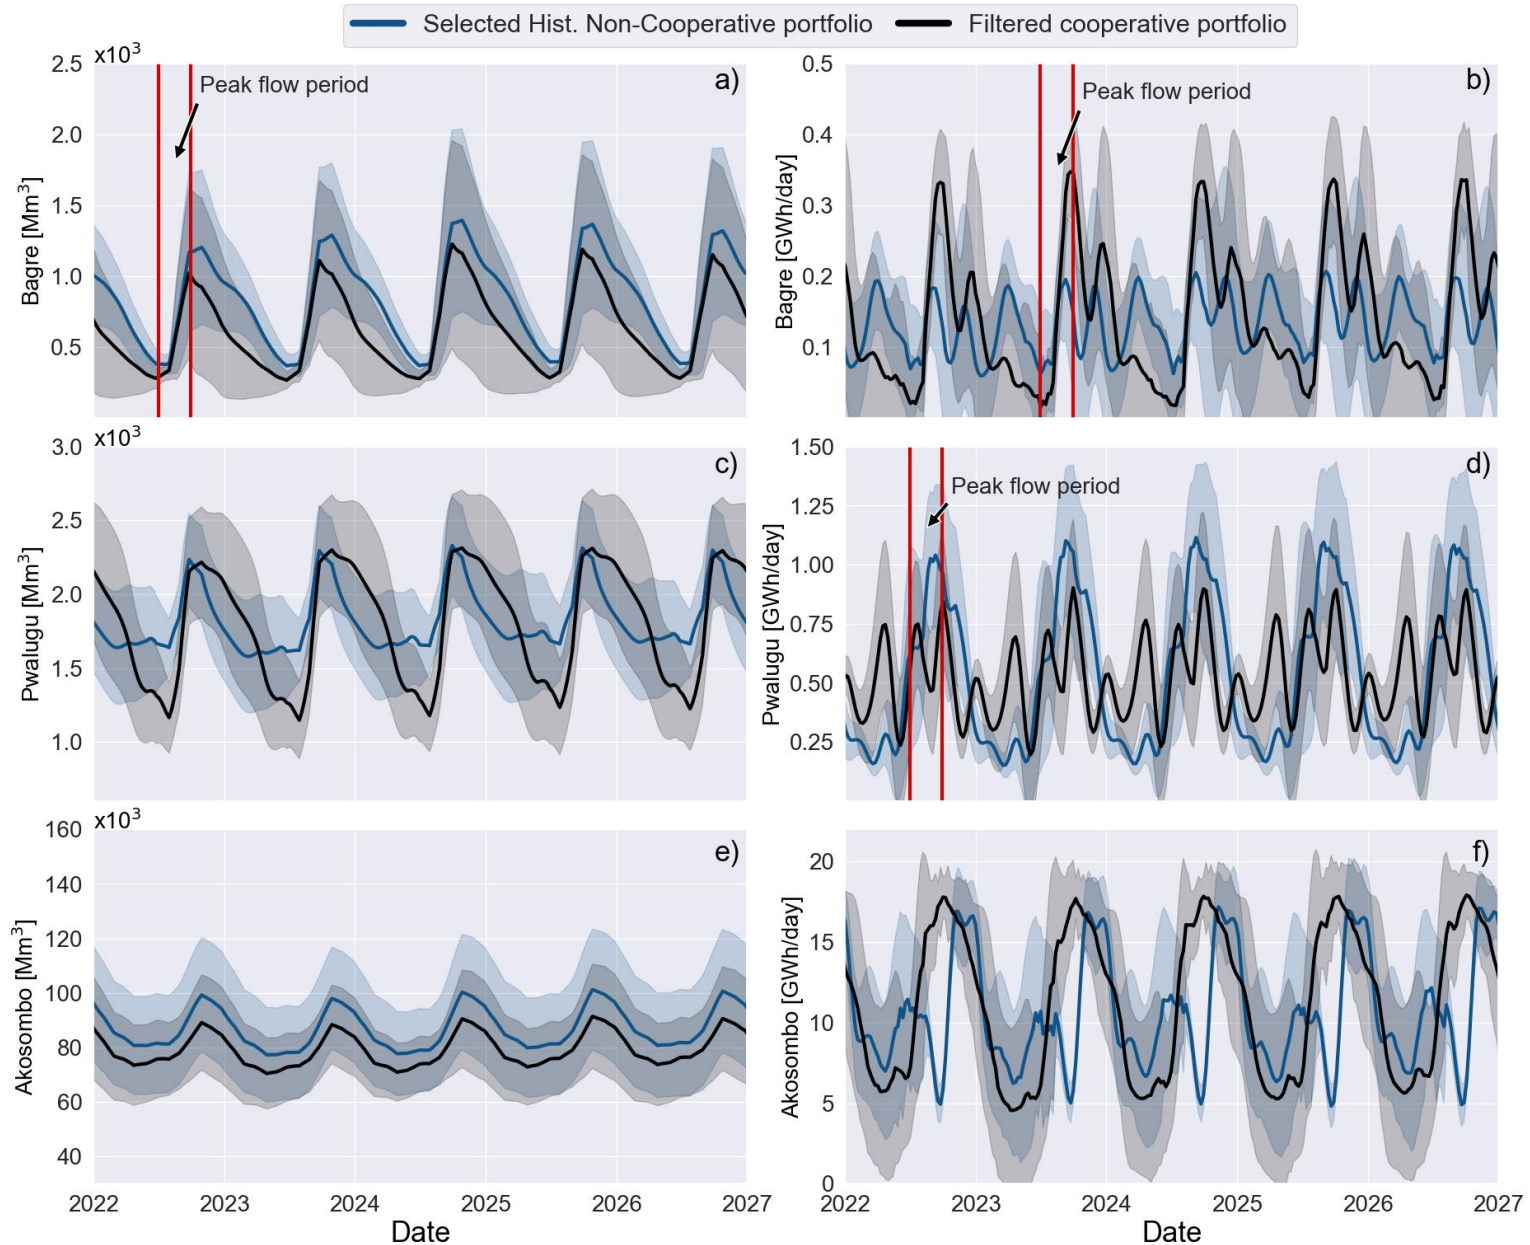 Selected Hist. Non-Cooperative portfolio
Filtered cooperative portfolio
x10³
2.5
2.0
1.5
1.0
0.5
Bagre [Mm³]
Peak flow period
a)
0.5
0.4
0.3
0.2
0.1
Bagre [GWh/day]
Peak flow period
b)
x10³
3.0
2.5
2.0
1.5
1.0
Pwalugu [Mm³]
c)
1.50
1.25
1.00
0.75
0.50
0.25
Pwalugu [GWh/day]
Peak flow period
d)
x10³
160
140
120
100
80
60
40
Akosombo [Mm³]
e)
2022 2023 2024 2025 2026 2027
Date
20
15
10
5
0
Akosombo [GWh/day]
f)
2022 2023 2024 2025 2026 2027
Date